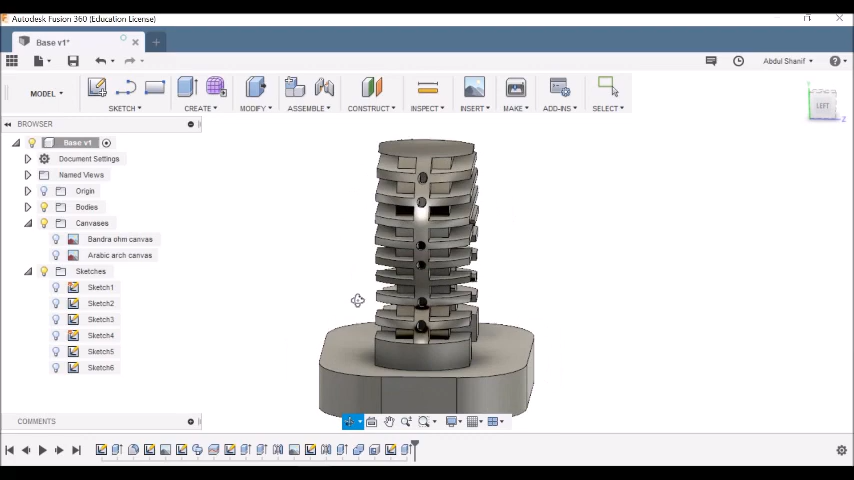 Autodesk Fusion 360 (Education License)
Base v1*
Abdul Shanif
MODEL
SKETCH
CREATE
MODIFY
ASSEMBLE
CONSTRUCT
INSPECT
INSERT
MAKE
ADD-INS
SELECT
LEFT
Z
BROWSER
Base v1
Document Settings
Named Views
Origin
Bodies
Canvases
Bandra ohm canvas
Arabic arch canvas
Sketches
Sketch1
Sketch2
Sketch3
Sketch4
Sketch5
Sketch6
COMMENTS